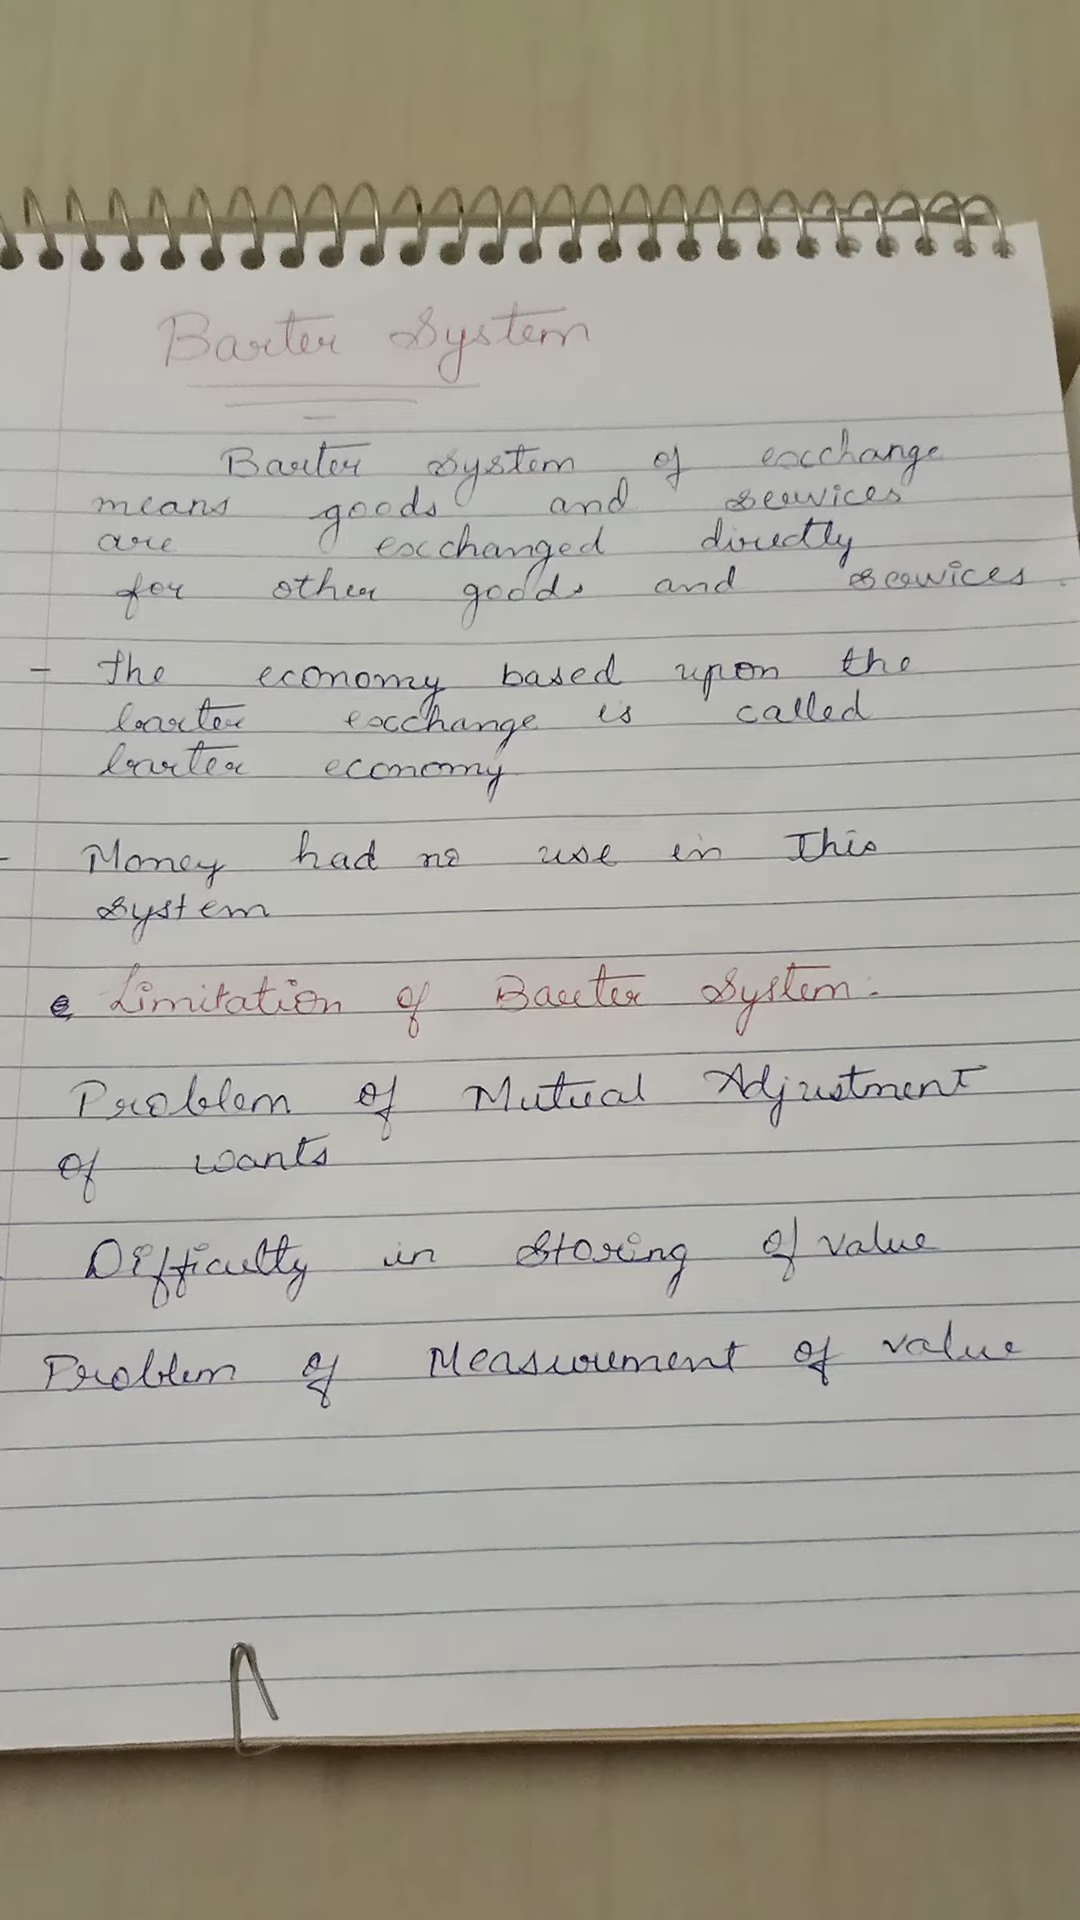 Barter System
Barter system of exchange
means goods and services
are exchanged directly
for other goods and services.
- The economy based upon the
barter exchange is called
barter economy
- Money had no use in This
system
Limitation of Barter System.
Problem of Mutual Adjustment
of wants
Difficulty in Storing of value
Problem of Measurement of value